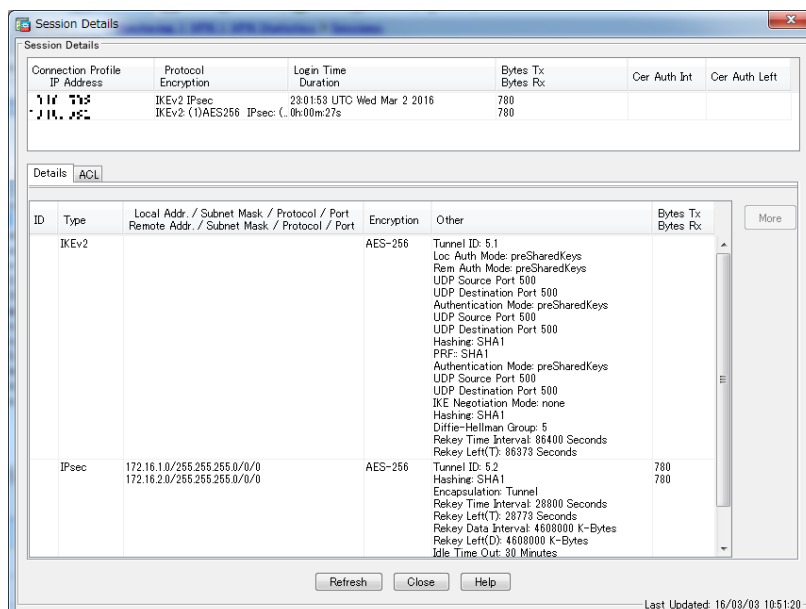 Session Details
Session Details
Connection Profile
IP Address
Protocol
Encryption
Login Time
Duration
Bytes Tx
Bytes Rx
Cer Auth Int
Cer Auth Left
IKEv2 IPsec
IKEv2: (1)AES256 IPsec: (...
23:01:53 UTC Wed Mar 2 2016
0h:00m:27s
780
780
Details
ACL
ID
Type
Local Addr. / Subnet Mask / Protocol / Port
Remote Addr. / Subnet Mask / Protocol / Port
Encryption
Other
Bytes Tx
Bytes Rx
More
IKEv2
AES-256
Tunnel ID: 5.1
Loc Auth Mode: preSharedKeys
Rem Auth Mode: preSharedKeys
UDP Source Port 500
UDP Destination Port 500
Authentication Mode: preSharedKeys
UDP Source Port 500
UDP Destination Port 500
Hashing: SHA1
PRF:: SHA1
Authentication Mode: preSharedKeys
UDP Source Port 500
UDP Destination Port 500
IKE Negotiation Mode: none
Hashing: SHA1
Diffie-Hellman Group: 5
Rekey Time Interval: 86400 Seconds
Rekey Left(T): 86373 Seconds
IPsec
172.16.1.0/255.255.255.0/0/0
172.16.2.0/255.255.255.0/0/0
AES-256
Tunnel ID: 5.2
Hashing: SHA1
Encapsulation: Tunnel
Rekey Time Interval: 28800 Seconds
Rekey Left(T): 28773 Seconds
Rekey Data Interval: 4608000 K-Bytes
Rekey Left(D): 4608000 K-Bytes
Idle Time Out: 30 Minutes
780
780
Refresh
Close
Help
Last Updated: 16/03/03 10:51:20